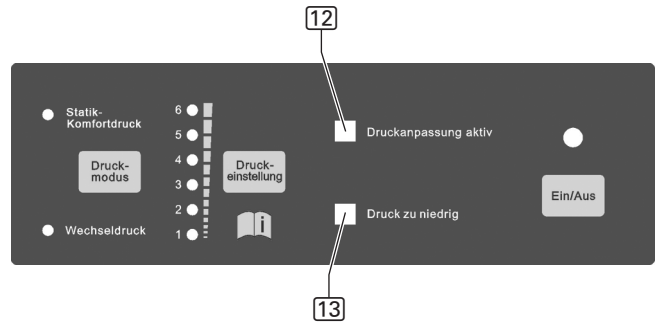 12
Statik-
Komfortdruck
Druck-
modus
Wechseldruck
6
5
4
3
2
1
Druck-
einstellung
i
Druckanpassung aktiv
Druck zu niedrig
Ein/Aus
13